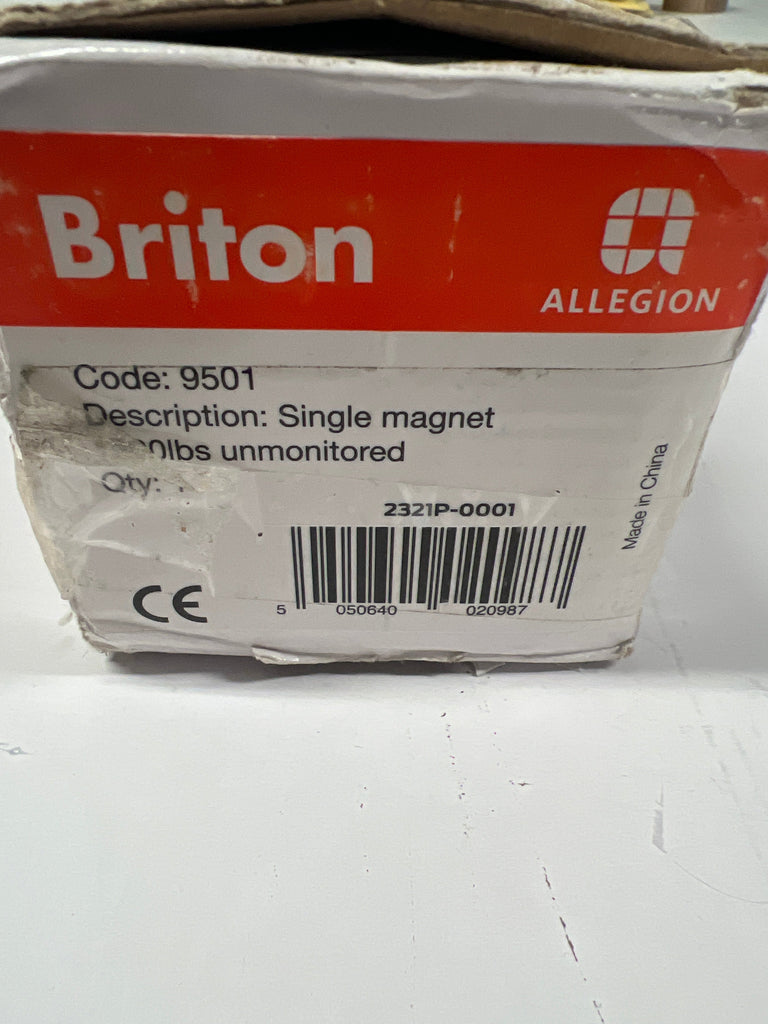 Briton
ALLEGION
Code: 9501
Description: Single magnet
0lbs unmonitored
Qty:
2321P-0001
5 050640 020987
Made in China
CE